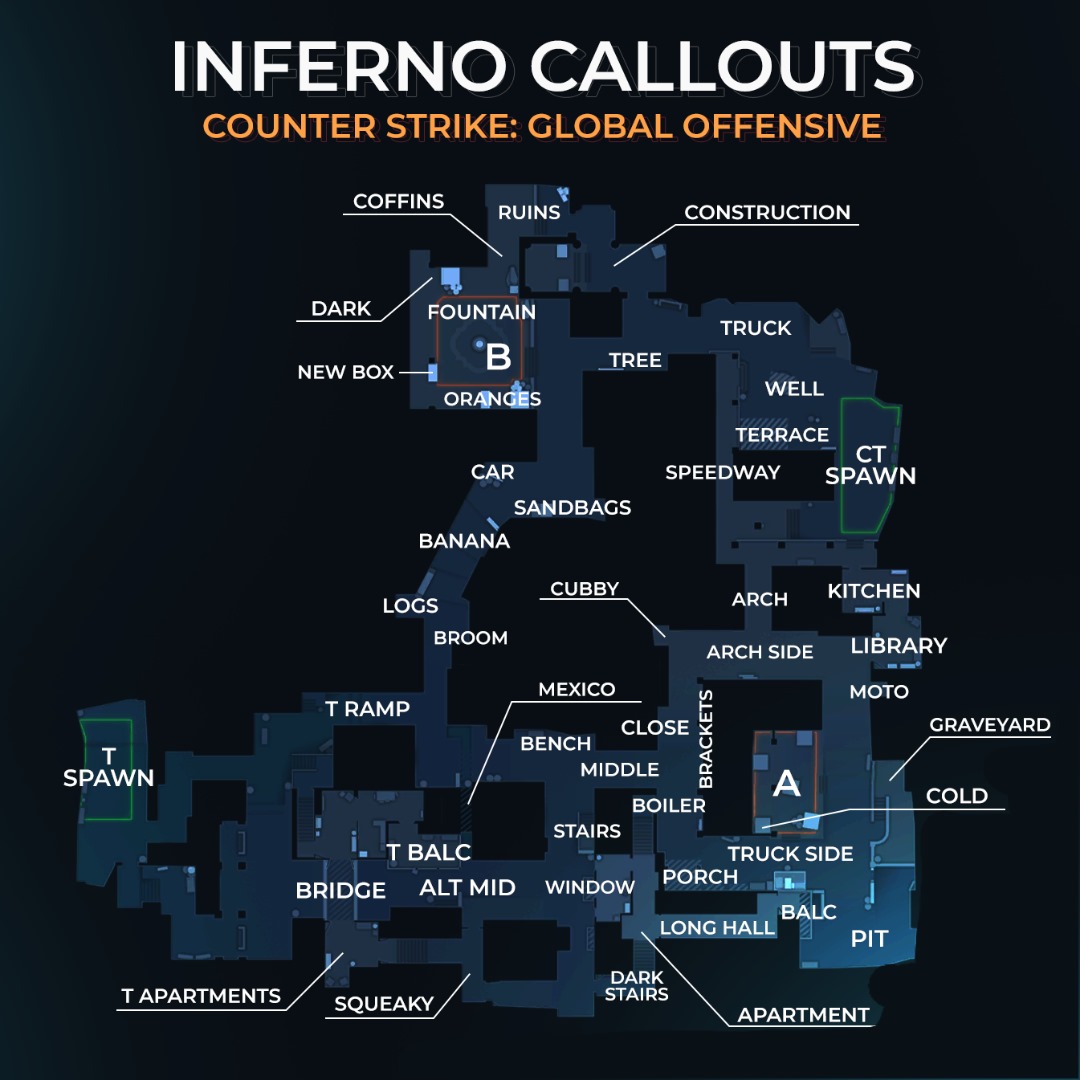 INFERNO CALLOUTS
COUNTER STRIKE: GLOBAL OFFENSIVE
COFFINS
RUINS
CONSTRUCTION
DARK
FOUNTAIN
TRUCK
B
TREE
NEW BOX
WELL
ORANGES
TERRACE
CT
SPAWN
CAR
SPEEDWAY
SANDBAGS
BANANA
CUBBY
ARCH
KITCHEN
LOGS
BROOM
ARCH SIDE
LIBRARY
MEXICO
MOTO
T RAMP
CLOSE
BRACKETS
GRAVEYARD
BENCH
T
SPAWN
MIDDLE
A
COLD
BOILER
STAIRS
T BALC
TRUCK SIDE
BRIDGE
ALT MID
WINDOW
PORCH
BALC
LONG HALL
PIT
DARK
STAIRS
T APARTMENTS
SQUEAKY
APARTMENT